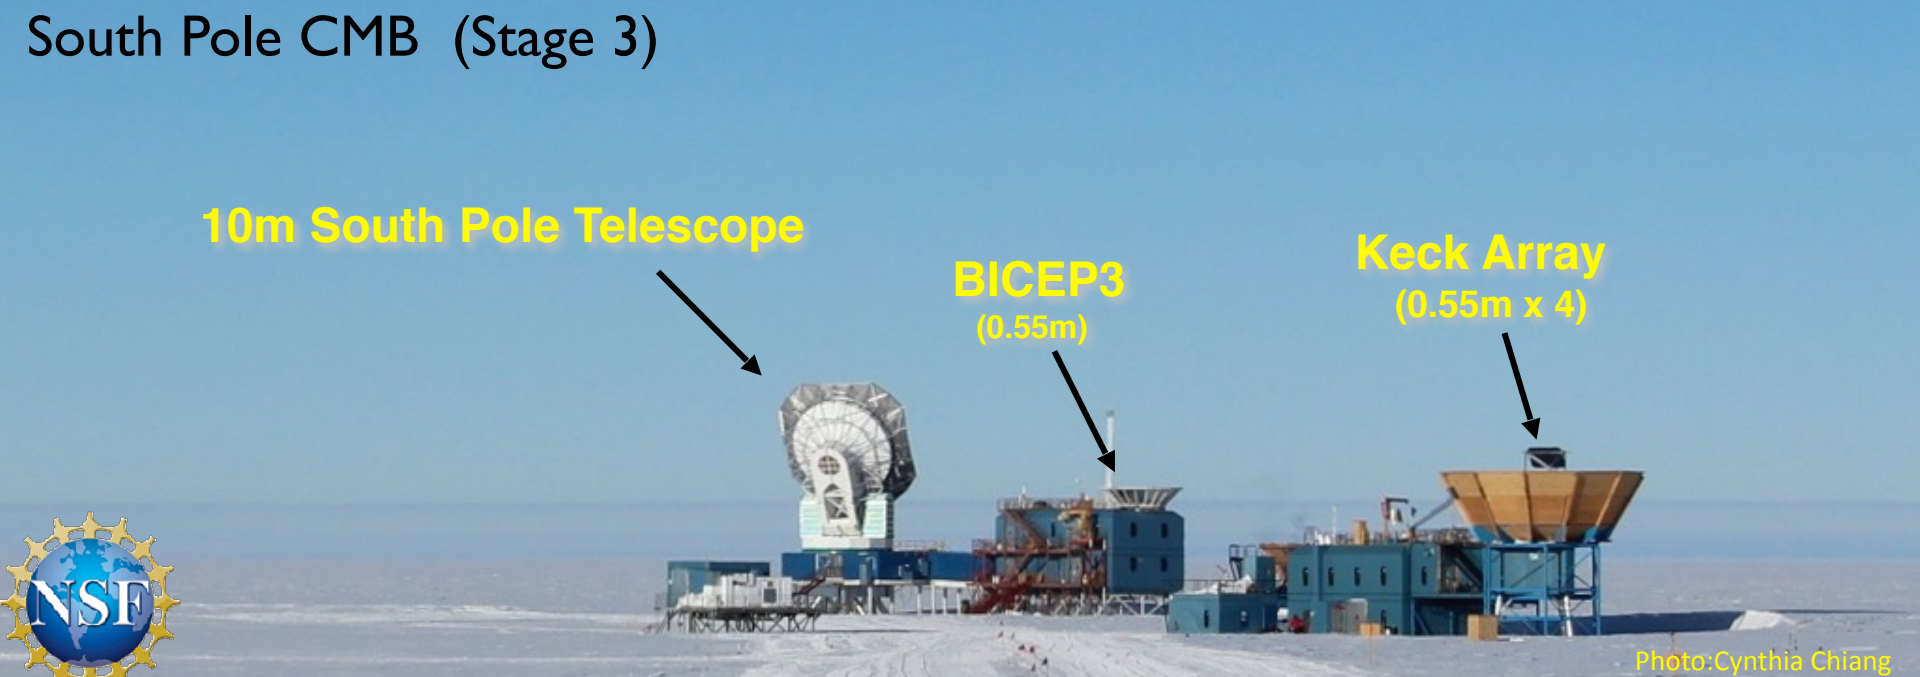 South Pole CMB (Stage 3)
10m South Pole Telescope
BICEP3
(0.55m)
Keck Array
(0.55m x 4)
NSF
Photo:Cynthia Chiang